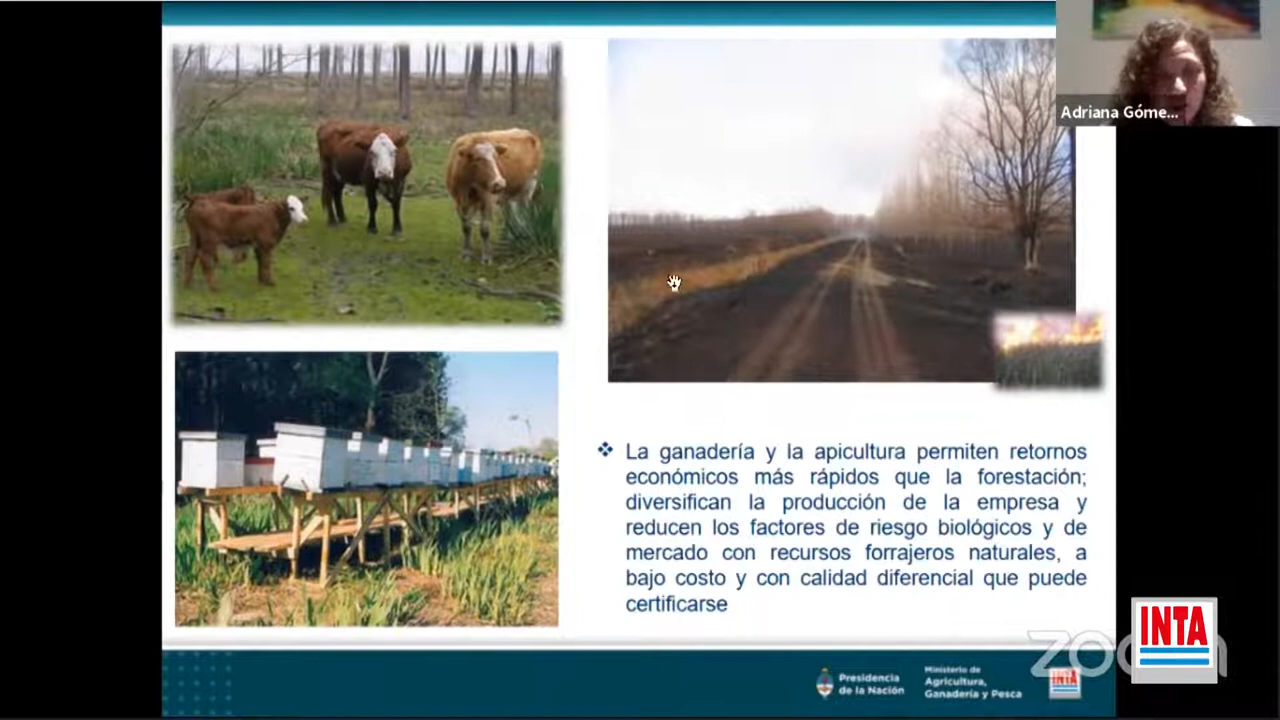 Adriana Góme...
❖ La ganadería y la apicultura permiten retornos
económicos más rápidos que la forestación;
diversifican la producción de la empresa y
reducen los factores de riesgo biológicos y de
mercado con recursos forrajeros naturales, a
bajo costo y con calidad diferencial que puede
certificarse
Presidencia
de la Nación
Ministerio de
Agricultura,
Ganadería y Pesca
INTA
zoom
INTA